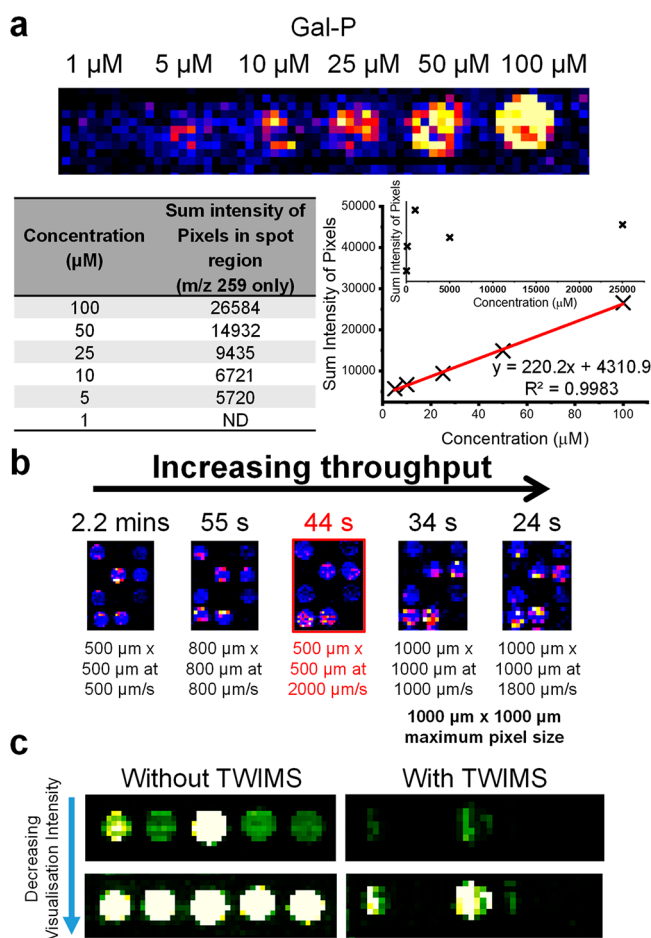 a
Gal-P
1 µM 5 µM 10 µM 25 µM 50 µM 100 µM
Concentration (µM)
Sum intensity of Pixels in spot region (m/z 259 only)
100 26584
50 14932
25 9435
10 6721
5 5720
1 ND
Sum Intensity of Pixels
50000
40000
30000
20000
10000
0 20 40 60 80 100
Concentration (µM)
Sum Intensity of Pixels
0 5000 10000 15000 20000 25000
Concentration (µM)
y = 220.2x + 4310.9
R² = 0.9983
b
Increasing throughput
2.2 mins 55 s 44 s 34 s 24 s
500 µm x 800 µm x 500 µm x 1000 µm x 1000 µm x
500 µm at 800 µm at 500 µm at 1000 µm at 1000 µm at
500 µm/s 800 µm/s 2000 µm/s 1000 µm/s 1800 µm/s
1000 µm x 1000 µm
maximum pixel size
c
Without TWIMS With TWIMS
Decreasing
Visualisation Intensity